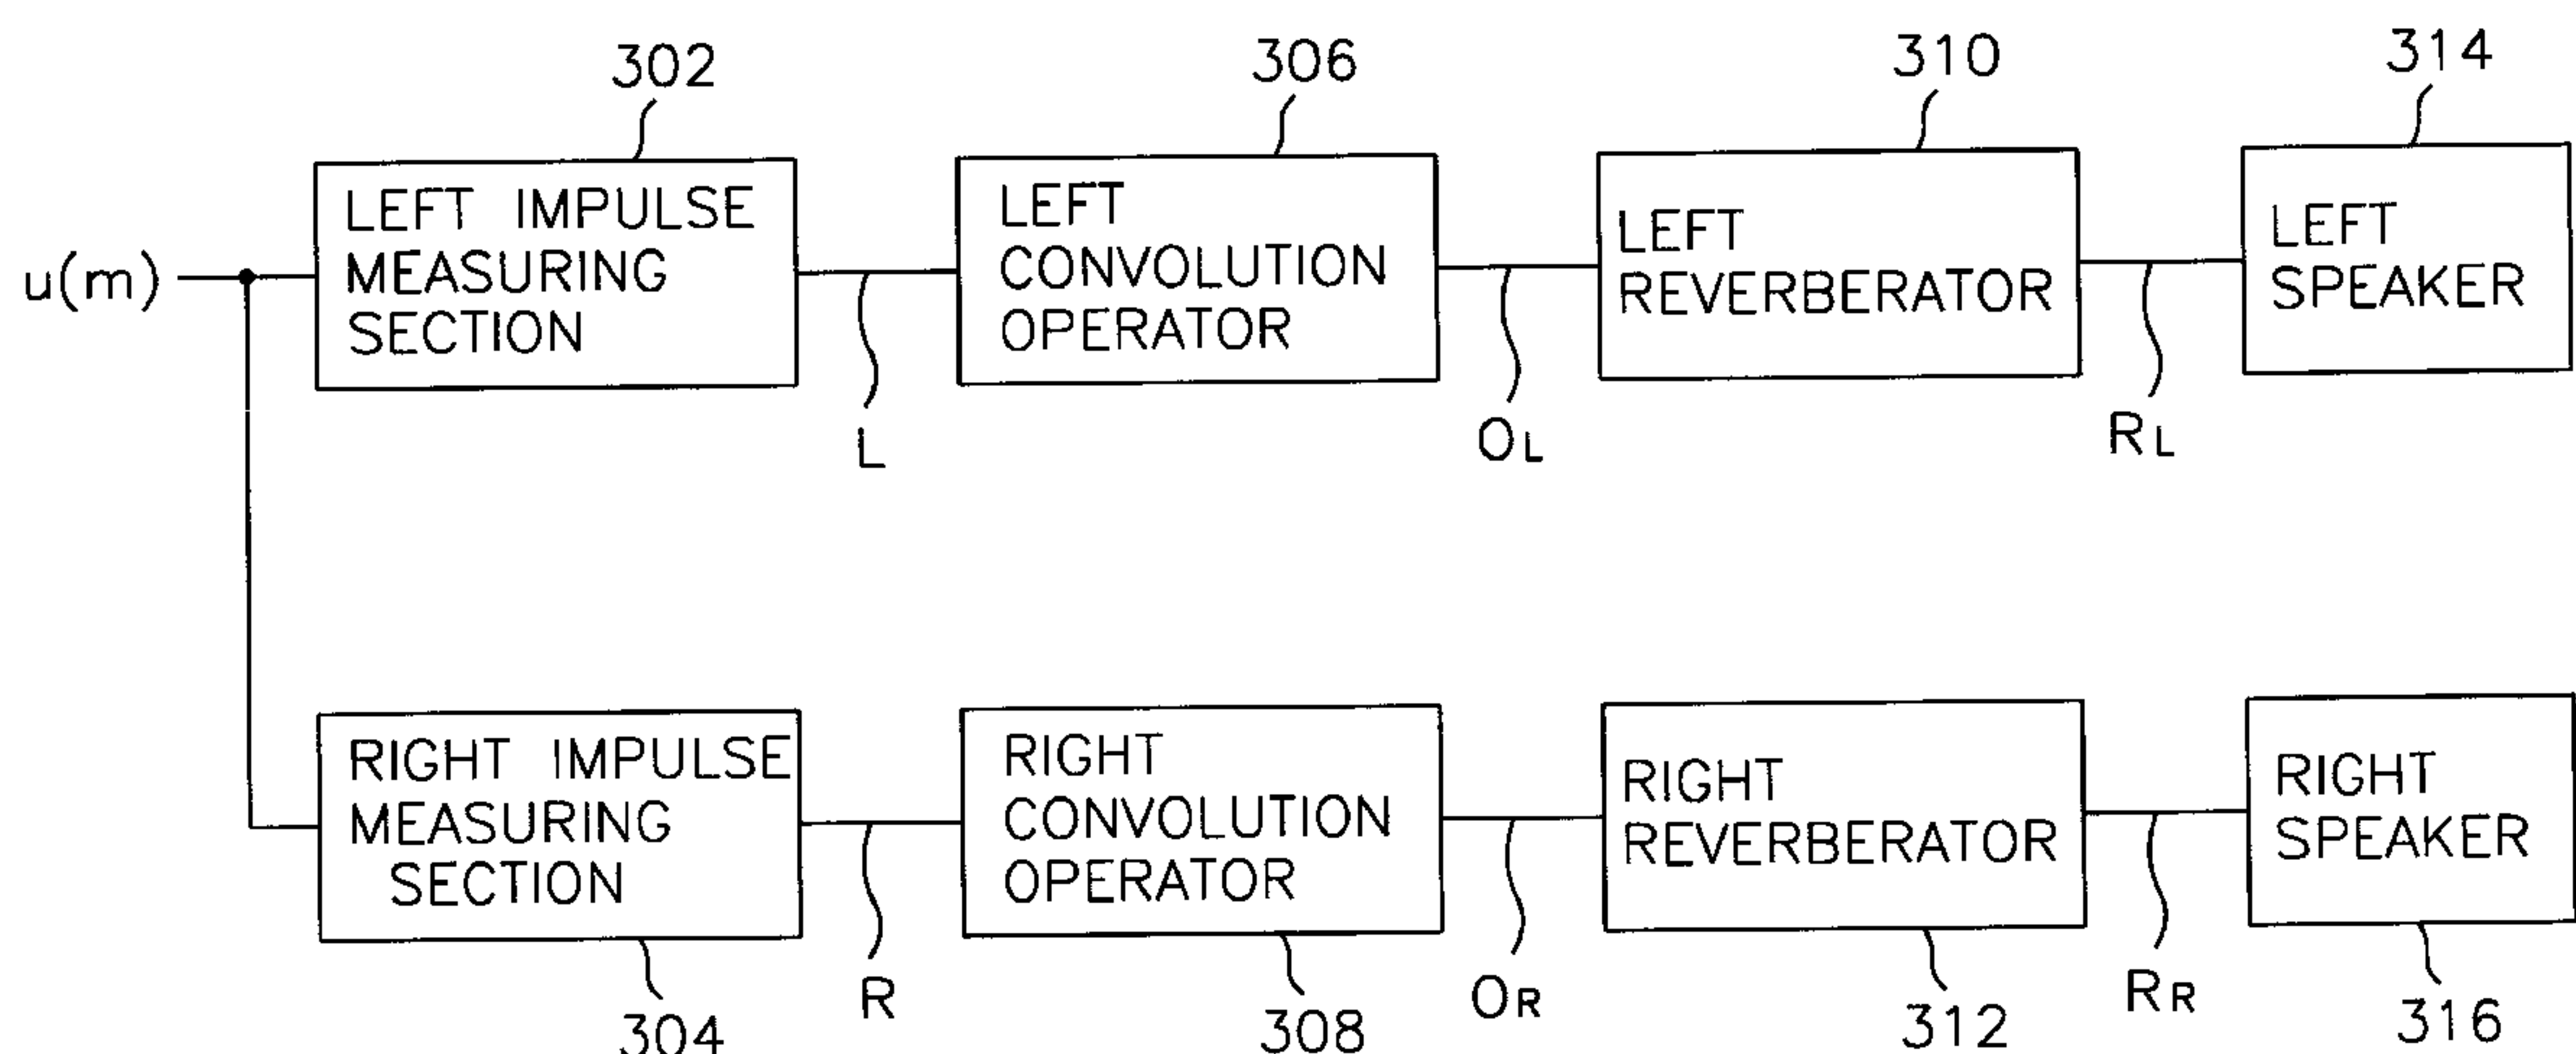 302
306
310
314
LEFT IMPULSE
MEASURING
SECTION
LEFT
CONVOLUTION
OPERATOR
LEFT
REVERBERATOR
LEFT
SPEAKER
u(m)
L
OL
RL
RIGHT IMPULSE
MEASURING
SECTION
RIGHT
CONVOLUTION
OPERATOR
RIGHT
REVERBERATOR
RIGHT
SPEAKER
R
OR
RR
304
308
312
316